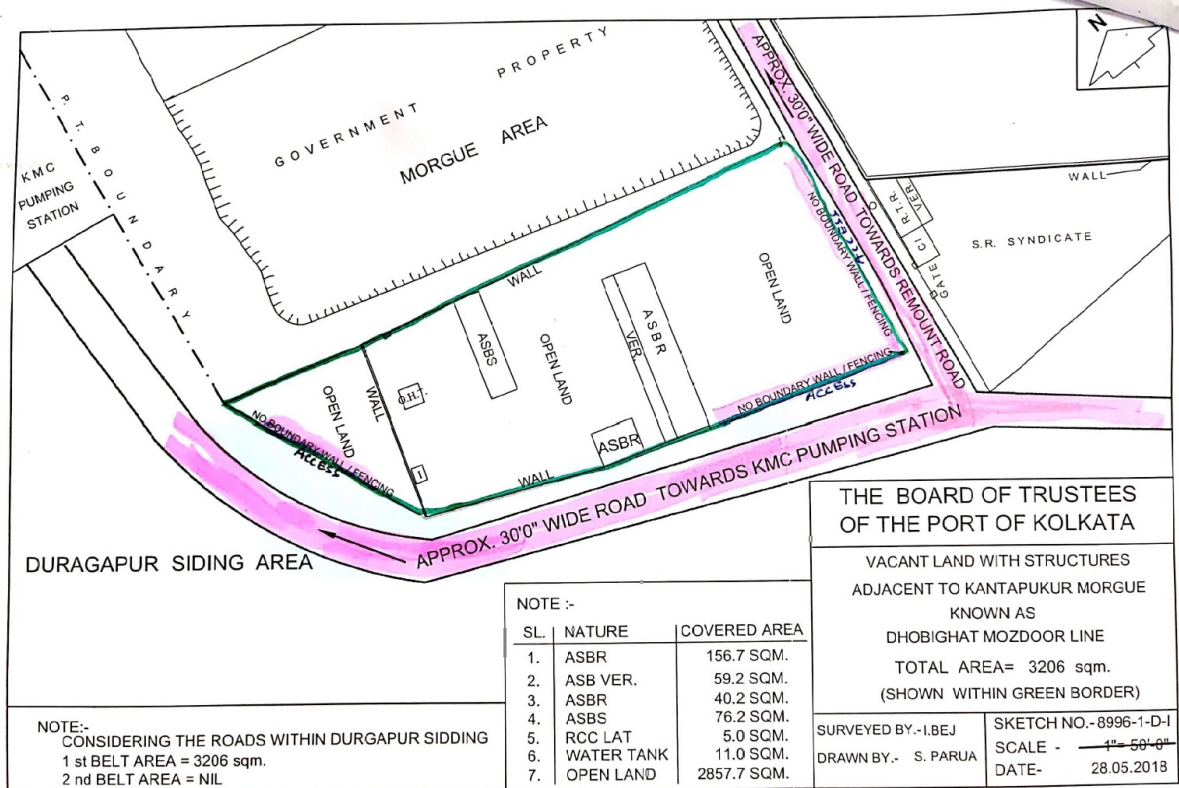 N
GOVERNMENT PROPERTY
MORGUE AREA
KMC
PUMPING
STATION
P.T. BOUNDARY
APPROX. 30'0" WIDE ROAD TOWARDS REMOUNT ROAD
WALL
VER.
R.T.R.
GATE CI
S.R. SYNDICATE
NO BOUNDARY WALL / FENCING
WALL
OPEN LAND
ASBR
VER.
ASBS
OPEN LAND
O.H.T.
WALL
OPEN LAND
NO BOUNDARY WALL / FENCING
ACCESS
NO BOUNDARY WALL / FENCING
ACCESS
ASBR
WALL
1
APPROX. 30'0" WIDE ROAD TOWARDS KMC PUMPING STATION
DURAGAPUR SIDING AREA
THE BOARD OF TRUSTEES
OF THE PORT OF KOLKATA
VACANT LAND WITH STRUCTURES
ADJACENT TO KANTAPUKUR MORGUE
KNOWN AS
DHOBIGHAT MOZDOOR LINE
TOTAL AREA= 3206 sqm.
(SHOWN WITHIN GREEN BORDER)
SURVEYED BY.-I.BEJ
DRAWN BY.- S. PARUA
SKETCH NO.-8996-1-D-I
SCALE - 1"= 50'-0"
DATE- 28.05.2018
NOTE :-
SL. NATURE COVERED AREA
1. ASBR 156.7 SQM.
2. ASB VER. 59.2 SQM.
3. ASBR 40.2 SQM.
4. ASBS 76.2 SQM.
5. RCC LAT 5.0 SQM.
6. WATER TANK 11.0 SQM.
7. OPEN LAND 2857.7 SQM.
NOTE:-
CONSIDERING THE ROADS WITHIN DURGAPUR SIDDING
1 st BELT AREA = 3206 sqm.
2 nd BELT AREA = NIL